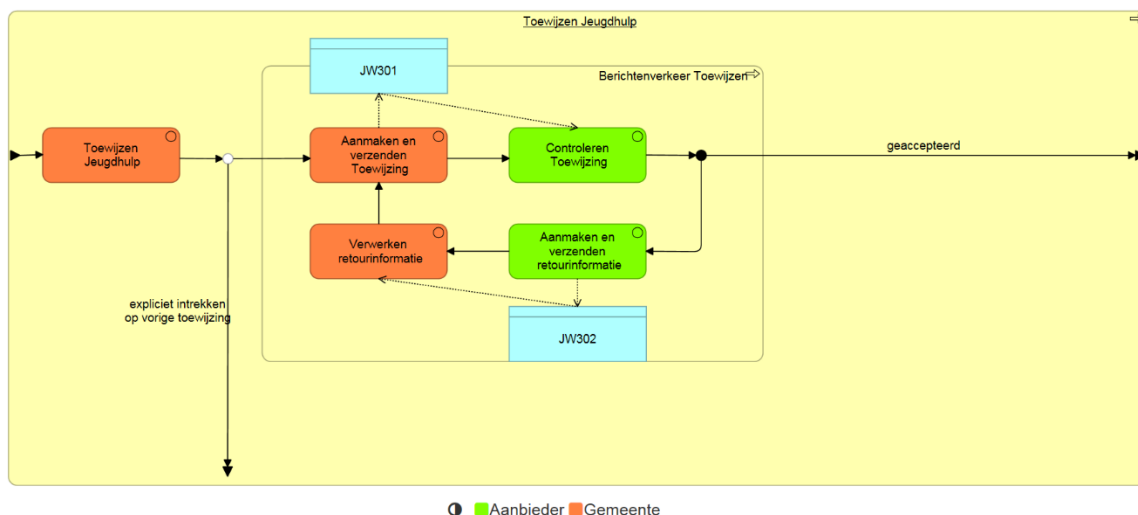 Toewijzen Jeugdhulp
JW301
Berichtenverkeer Toewijzen
Toewijzen
Jeugdhulp
Aanmaken en
verzenden
Toewijzing
Controleren
Toewijzing
geaccepteerd
Verwerken
retourinformatie
Aanmaken en
verzenden
retourinformatie
expliciet intrekken
op vorige toewijzing
JW302
Aanbieder Gemeente